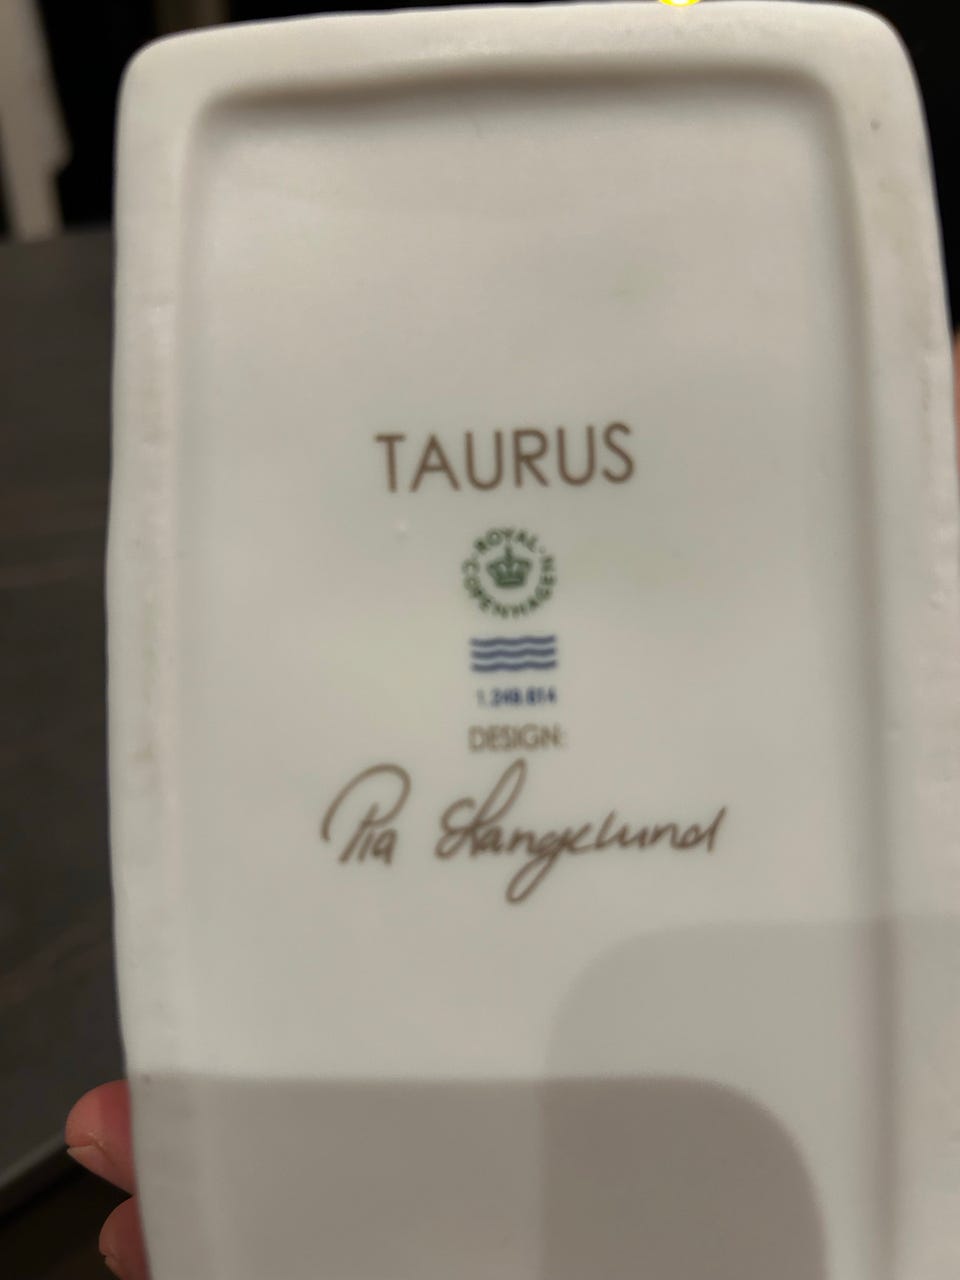 TAURUS
ROYAL COPENHAGEN
1.249.814
DESIGN:
Pia Langelund